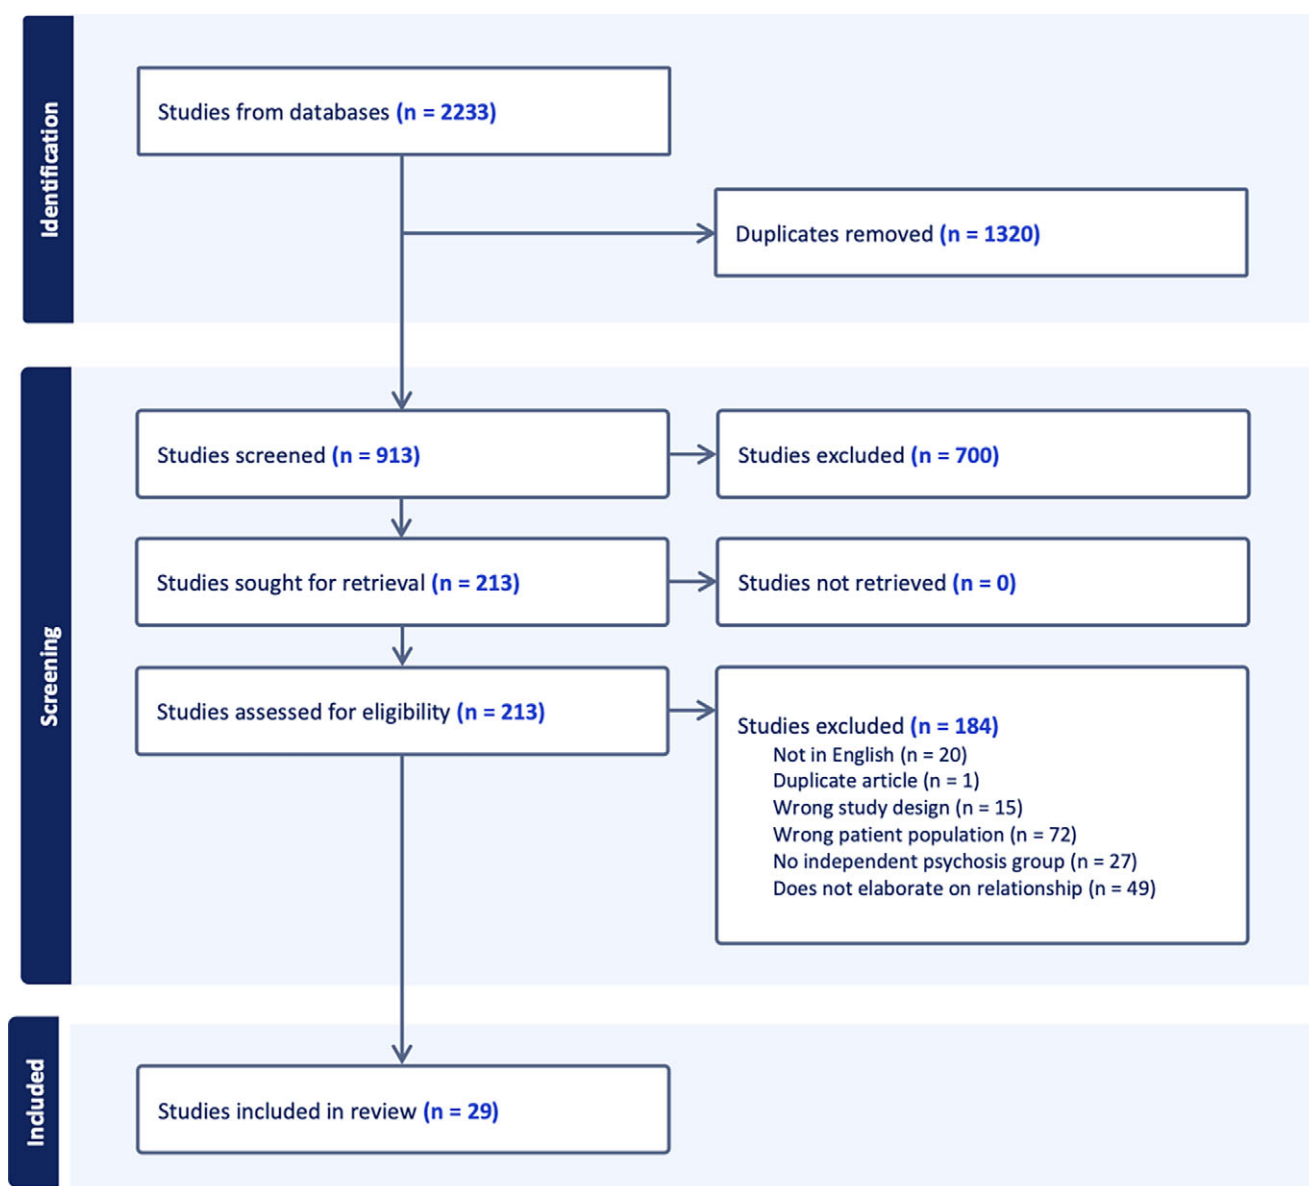 Identification
Studies from databases (n = 2233)
Duplicates removed (n = 1320)
Screening
Studies screened (n = 913)
Studies excluded (n = 700)
Studies sought for retrieval (n = 213)
Studies not retrieved (n = 0)
Studies assessed for eligibility (n = 213)
Studies excluded (n = 184)
Not in English (n = 20)
Duplicate article (n = 1)
Wrong study design (n = 15)
Wrong patient population (n = 72)
No independent psychosis group (n = 27)
Does not elaborate on relationship (n = 49)
Included
Studies included in review (n = 29)